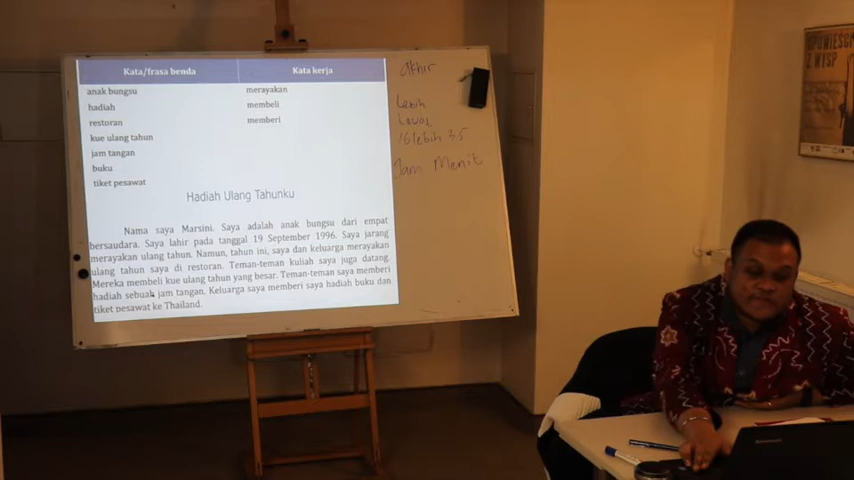 Kata/frasa benda Kata kerja
anak bungsu merayakan
hadiah membeli
restoran memberi
kue ulang tahun
jam tangan
buku
tiket pesawat
Hadiah Ulang Tahunku
Nama saya Marsini. Saya adalah anak bungsu dari empat
bersaudara. Saya lahir pada tanggal 19 September 1996. Saya jarang
merayakan ulang tahun. Namun, tahun ini, saya dan keluarga merayakan
ulang tahun saya di restoran. Teman-teman kuliah saya juga datang.
Mereka membeli kue ulang tahun yang besar. Teman-teman saya memberi
hadiah sebuah jam tangan. Keluarga saya memberi saya hadiah buku dan
tiket pesawat ke Thailand.
akhir
Lebih
16 lebih 35
Jam Menit
OPOWIEŚCI
Z WYSP